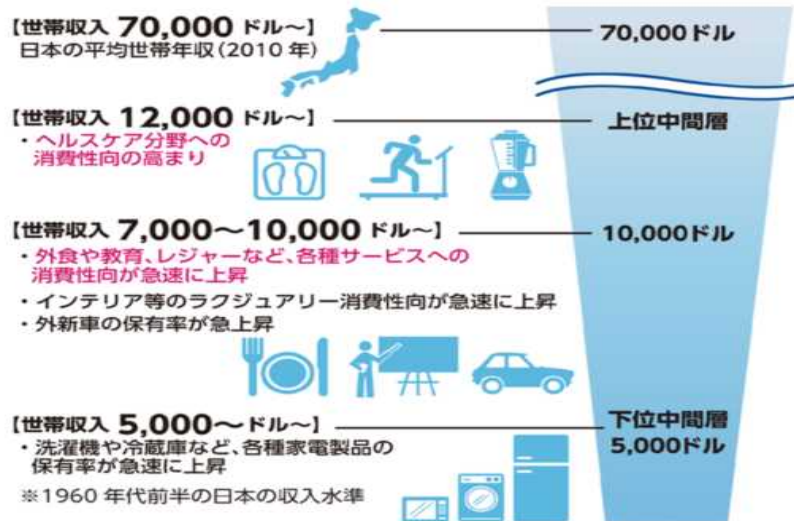 【世帯収入 70,000 ドル～】
日本の平均世帯年収(2010年)
70,000ドル
【世帯収入 12,000 ドル～】
・ヘルスケア分野への
消費性向の高まり
上位中間層
【世帯収入 7,000～10,000 ドル～】
・外食や教育、レジャーなど、各種サービスへの
消費性向が急速に上昇
・インテリア等のラクジュアリー消費性向が急速に上昇
・外新車の保有率が急上昇
10,000ドル
【世帯収入 5,000～ドル～】
・洗濯機や冷蔵庫など、各種家電製品の
保有率が急速に上昇
※1960 年代前半の日本の収入水準
下位中間層
5,000ドル